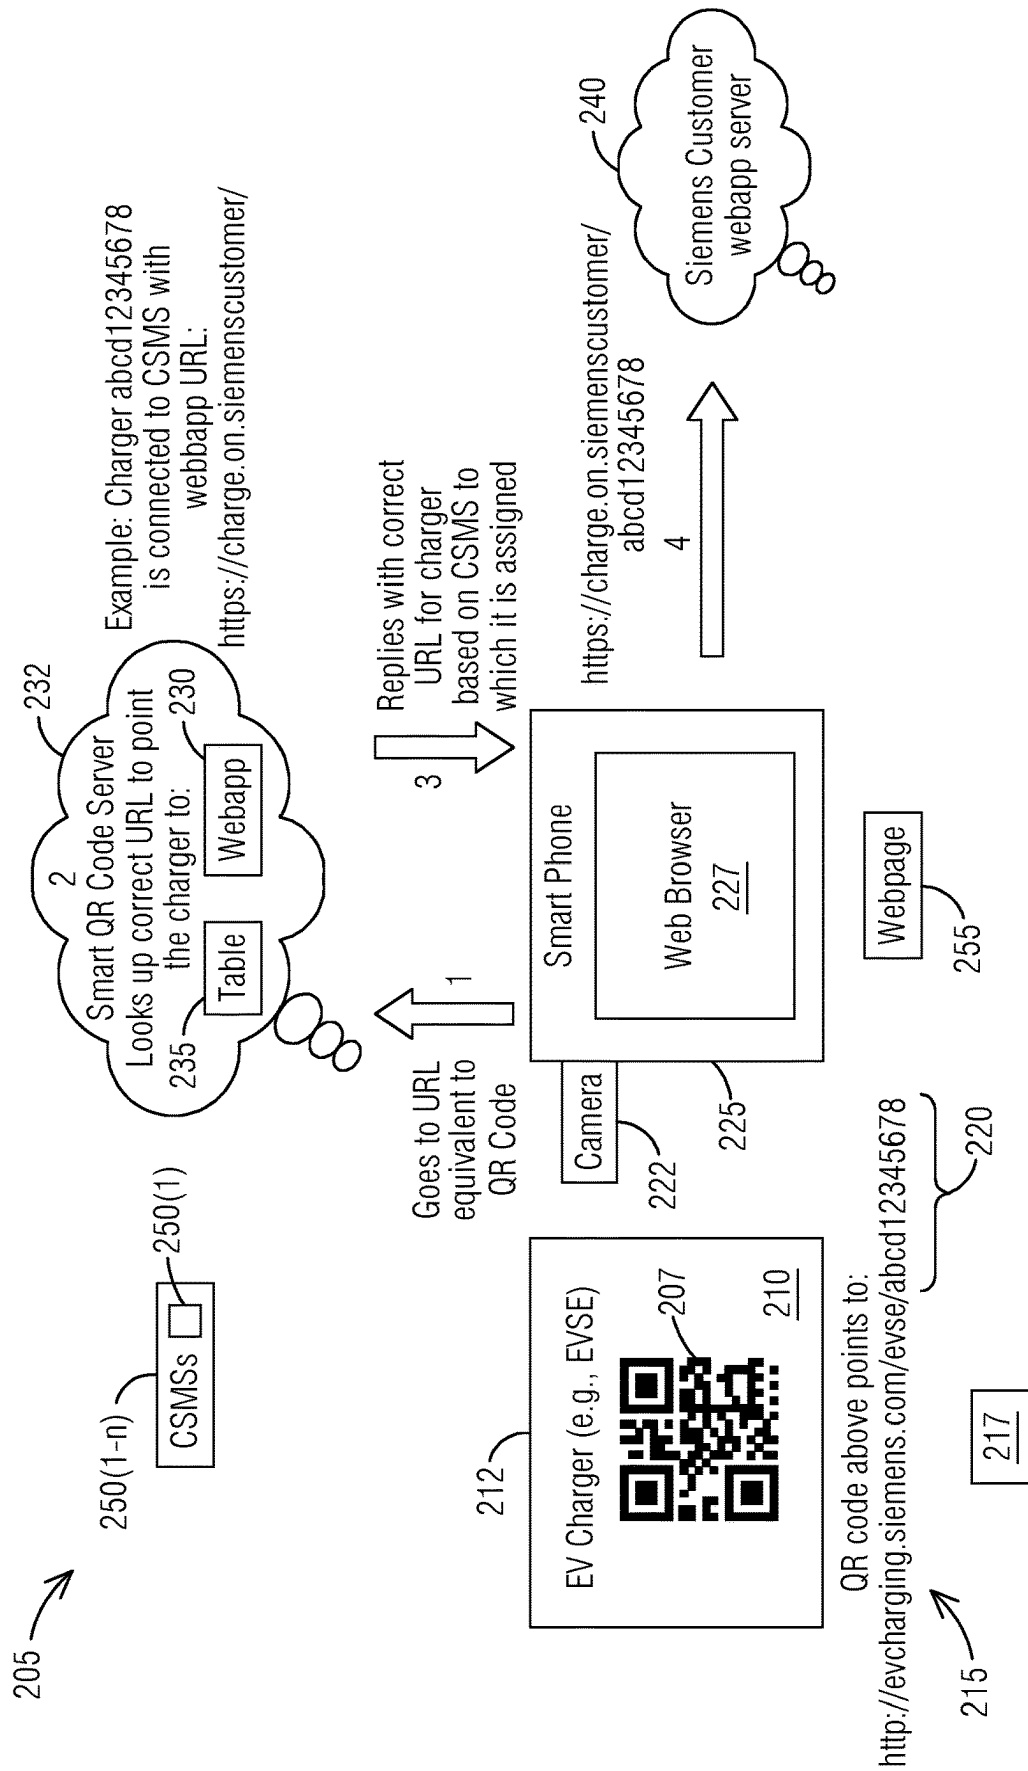 205
250(1-n)
CSMSs
250(1)
2
Smart QR Code Server
Looks up correct URL to point
the charger to:
232
235
Table
Webapp
230
Example: Charger abcd12345678
is connected to CSMS with
webbapp URL:
https://charge.on.siemenscustomer/
Goes to URL
equivalent to
QR Code
1
3
Replies with correct
URL for charger
based on CSMS to
which it is assigned
212
EV Charger (e.g., EVSE)
207
210
Camera
222
225
Smart Phone
Web Browser
227
https://charge.on.siemenscustomer/
abcd12345678
4
240
Siemens Customer
webapp server
QR code above points to:
http://evcharging.siemens.com/evse/abcd12345678
215
220
217
Webpage
255